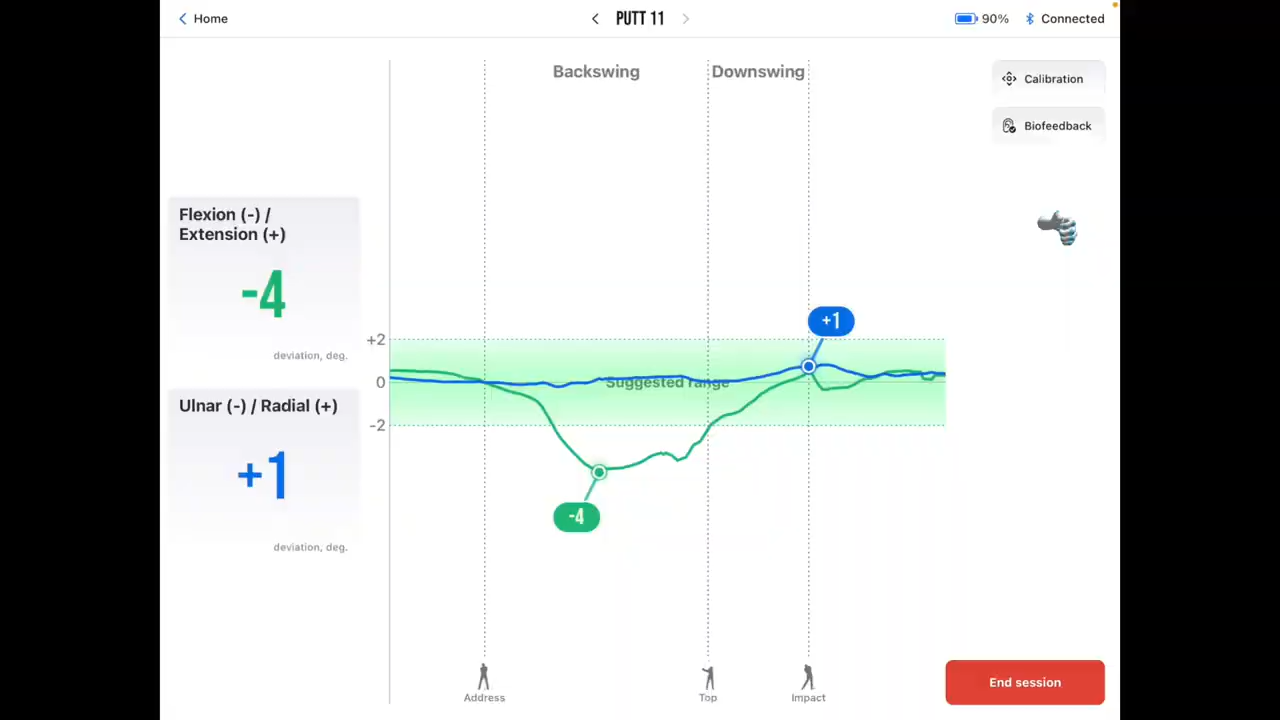 Home
PUTT 11
90%
Connected
Backswing
Downswing
Calibration
Biofeedback
Flexion (-) /
Extension (+)
-4
deviation, deg.
Ulnar (-) / Radial (+)
+1
deviation, deg.
+2
0
-2
Suggested range
+1
-4
Address
Top
Impact
End session